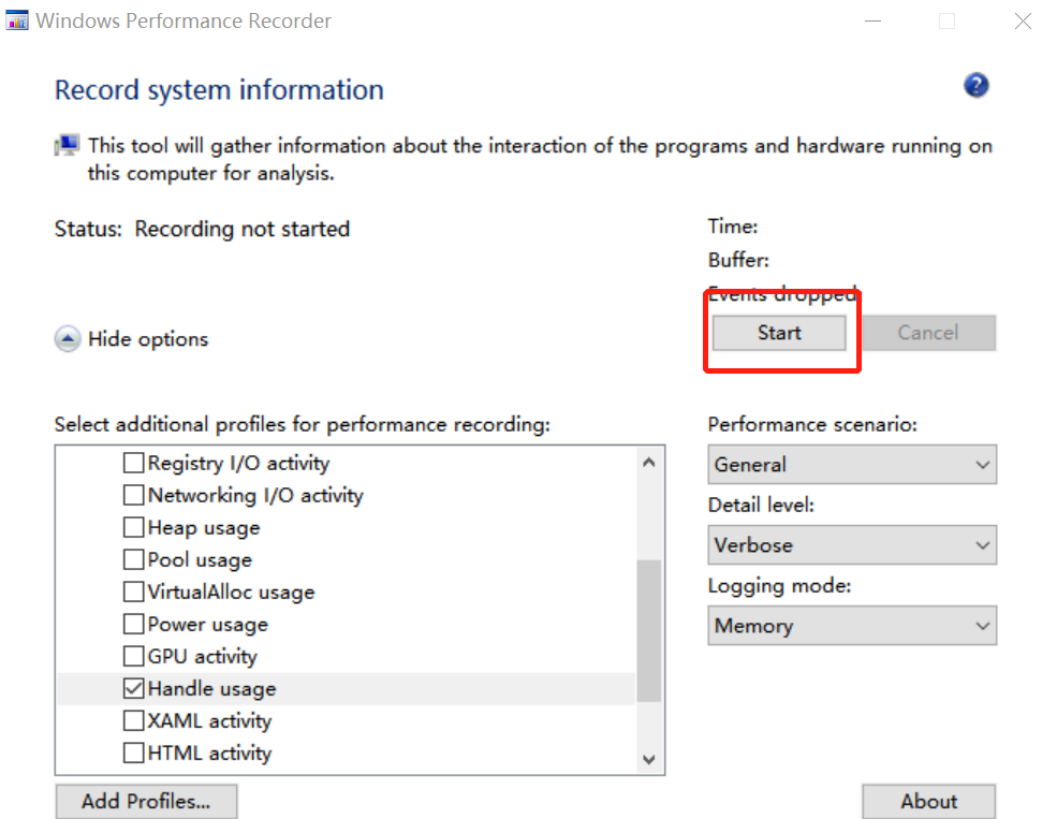 Windows Performance Recorder
Record system information
This tool will gather information about the interaction of the programs and hardware running on
this computer for analysis.
Status: Recording not started
Time:
Buffer:
Events dropped:
Hide options
Start
Cancel
Select additional profiles for performance recording:
Registry I/O activity
Networking I/O activity
Heap usage
Pool usage
VirtualAlloc usage
Power usage
GPU activity
Handle usage
XAML activity
HTML activity
Performance scenario:
General
Detail level:
Verbose
Logging mode:
Memory
Add Profiles...
About